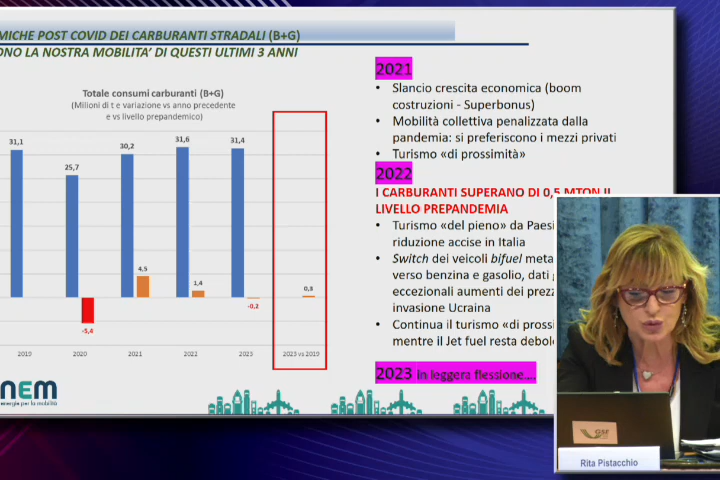 MICHE POST COVID DEI CARBURANTI STRADALI (B+G)
ONO LA NOSTRA MOBILITA' DI QUESTI ULTIMI 3 ANNI
Totale consumi carburanti (B+G)
(Milioni di t e variazione vs anno precedente
e vs livello prepandemico)
31,1
25,7
30,2
31,6
31,4
-5,4
4,5
1,4
-0,2
0,3
2019
2020
2021
2022
2023
2023 vs 2019
2021
• Slancio crescita economica (boom
costruzioni - Superbonus)
• Mobilità collettiva penalizzata dalla
pandemia: si preferiscono i mezzi privati
• Turismo «di prossimità»
2022
I CARBURANTI SUPERANO DI 0,5 MTON IL
LIVELLO PREPANDEMIA
• Turismo «del pieno» da Paesi
riduzione accise in Italia
• Switch dei veicoli bifuel meta
verso benzina e gasolio, dati
eccezionali aumenti dei prezz
invasione Ucraina
• Continua il turismo «di prossi
mentre il Jet fuel resta debol
2023 in leggera flessione....
NEM
energie per la mobilità
GSE
Rita Pistacchio